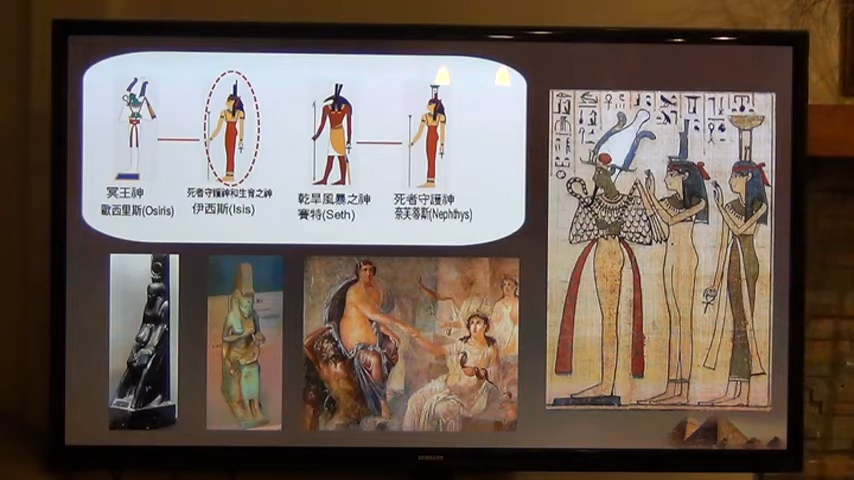 冥王神
歐西里斯(Osiris)
死者守護神和生育之神
伊西斯(Isis)
乾旱風暴之神
賽特(Seth)
死者守護神
奈芙蒂斯(Nephthys)
SAMSUNG